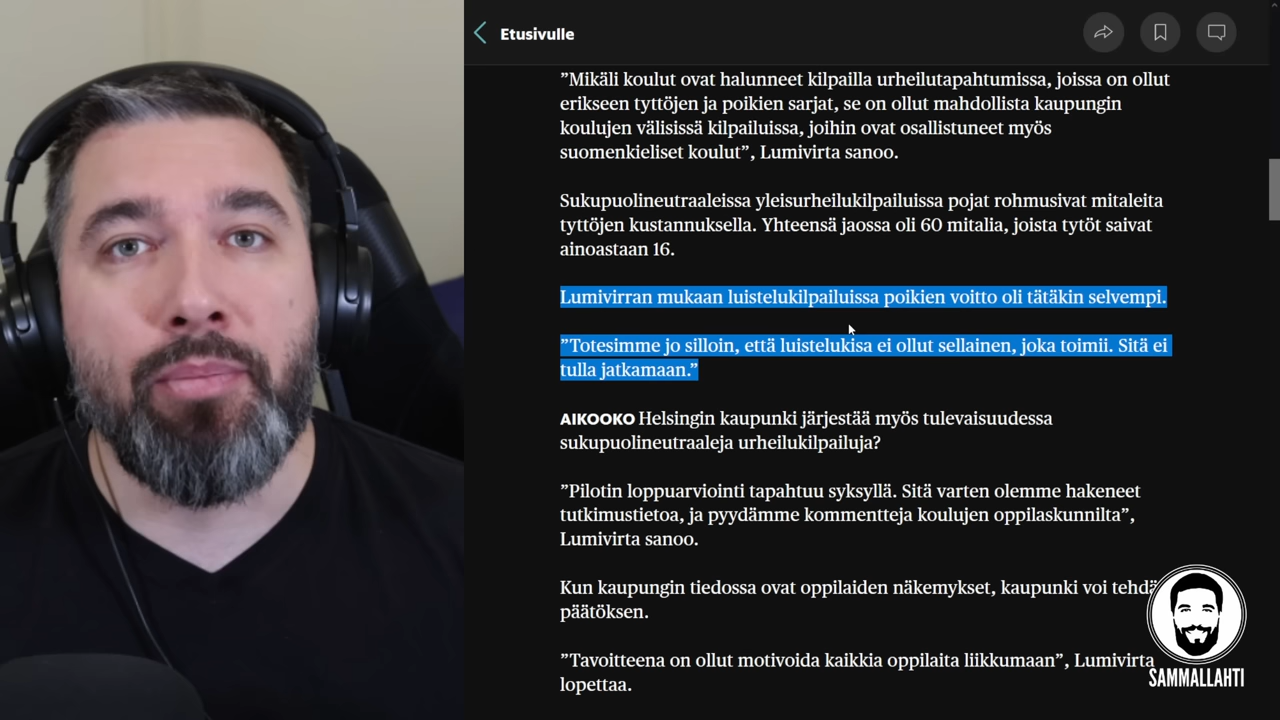 Etusivulle
”Mikäli koulut ovat halunneet kilpailla urheilutapahtumissa, joissa on ollut
erikseen tyttöjen ja poikien sarjat, se on ollut mahdollista kaupungin
koulujen välisissä kilpailuissa, joihin ovat osallistuneet myös
suomenkieliset koulut”, Lumivirta sanoo.
Sukupuolineutraaleissa yleisurheilukilpailuissa pojat rohmusivat mitaleita
tyttöjen kustannuksella. Yhteensä jaossa oli 60 mitalia, joista tytöt saivat
ainoastaan 16.
Lumivirran mukaan luistelukilpailuissa poikien voitto oli tätäkin selvempi.
”Totesimme jo silloin, että luistelukisa ei ollut sellainen, joka toimii. Sitä ei
tulla jatkamaan.”
AIKOOKO Helsingin kaupunki järjestää myös tulevaisuudessa
sukupuolineutraaleja urheilukilpailuja?
”Pilotin loppuarviointi tapahtuu syksyllä. Sitä varten olemme hakeneet
tutkimustietoa, ja pyydämme kommentteja koulujen oppilaskunnilta”,
Lumivirta sanoo.
Kun kaupungin tiedossa ovat oppilaiden näkemykset, kaupunki voi tehdä
päätöksen.
”Tavoitteena on ollut motivoida kaikkia oppilaita liikkumaan”, Lumivirta
lopettaa.
SAMMALLAHTI